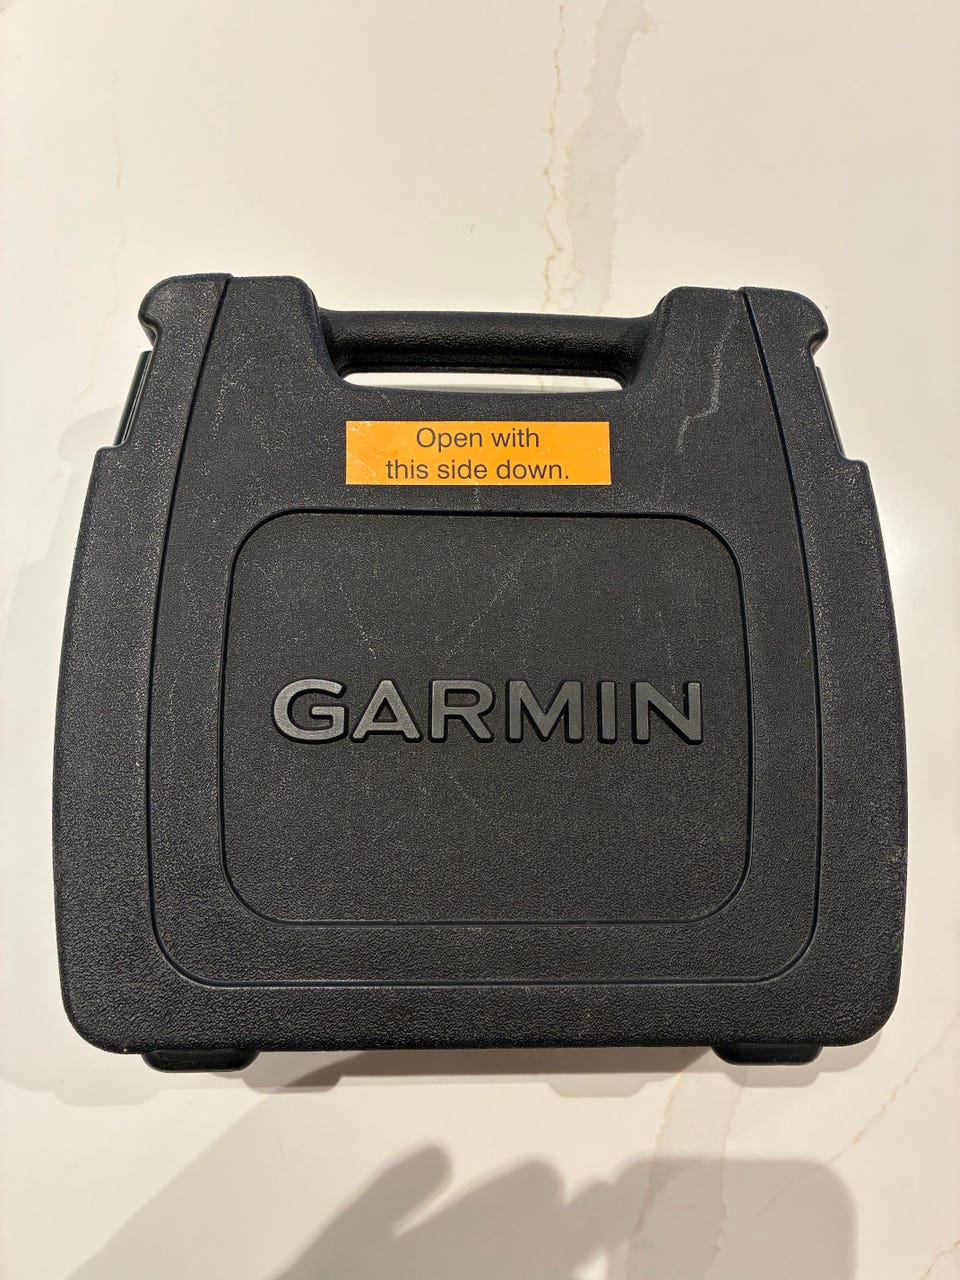 Open with
this side down.
GARMIN